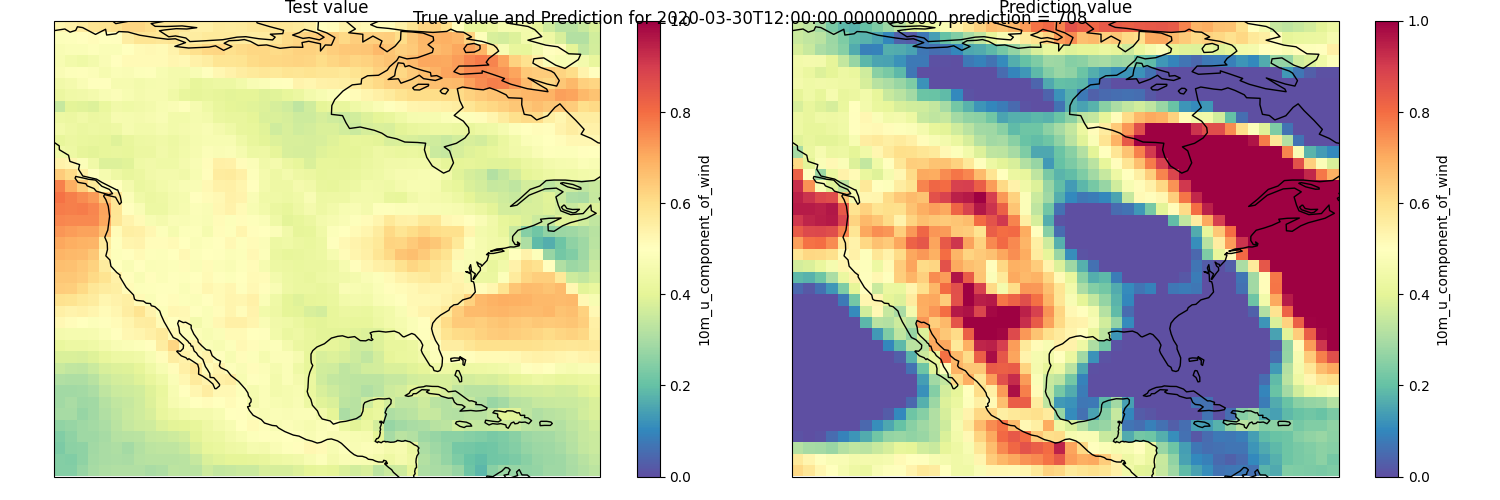 Test value
Prediction value
True value and Prediction for 2020-03-30T12:00:00.000000000, prediction = 708
1.0
0.8
0.6
0.4
0.2
0.0
10m_u_component_of_wind
1.0
0.8
0.6
0.4
0.2
0.0
10m_u_component_of_wind